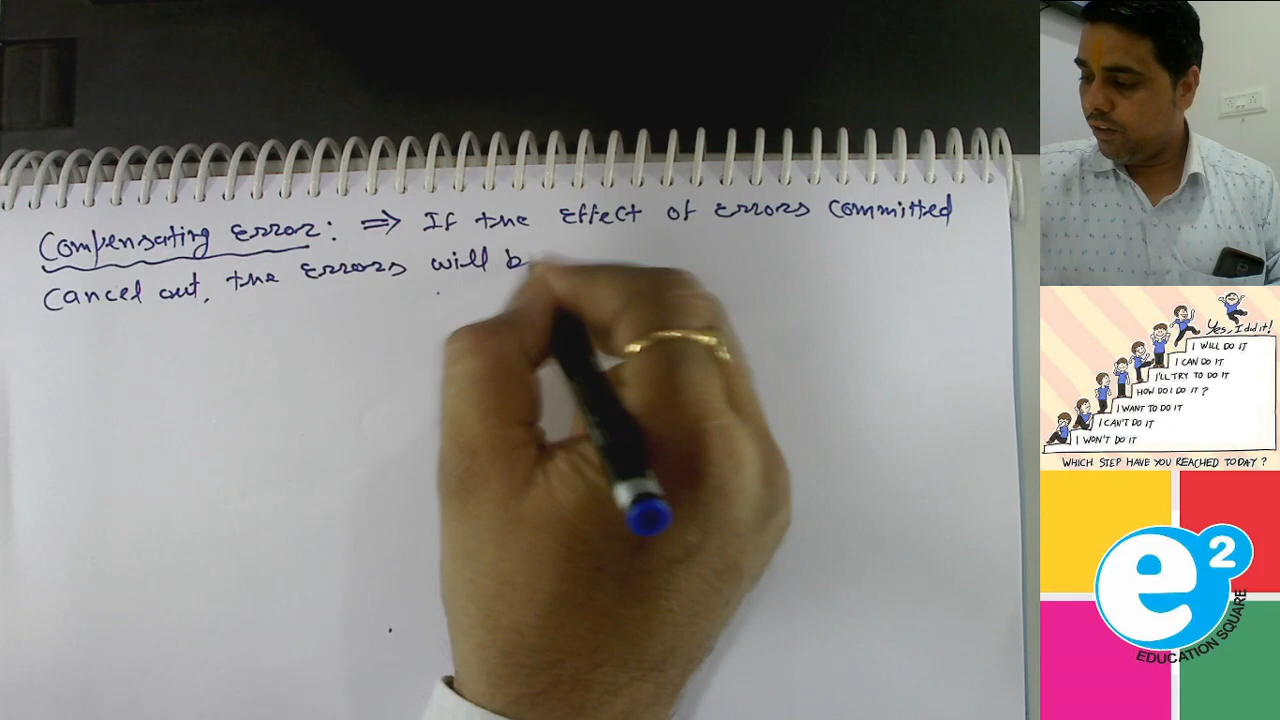 Compensating Error: ⇒ If the Effect of Errors committed
cancel out, the Errors will b
Yes, I did it!
I WILL DO IT
I CAN DO IT
I'LL TRY TO DO IT
HOW DO I DO IT?
I WANT TO DO IT
I CAN'T DO IT
I WON'T DO IT
WHICH STEP HAVE YOU REACHED TODAY?
e2
EDUCATION SQUARE